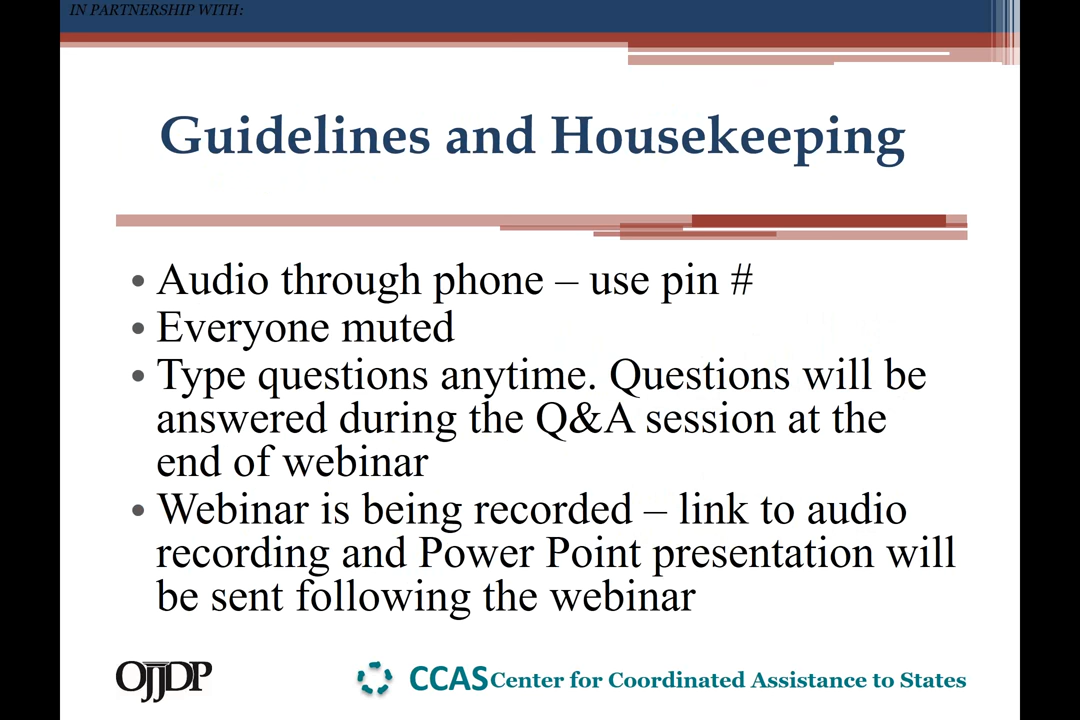 IN PARTNERSHIP WITH:
Guidelines and Housekeeping
• Audio through phone – use pin #
• Everyone muted
• Type questions anytime. Questions will be
answered during the Q&A session at the
end of webinar
• Webinar is being recorded – link to audio
recording and Power Point presentation will
be sent following the webinar
OJJDP
CCAS Center for Coordinated Assistance to States